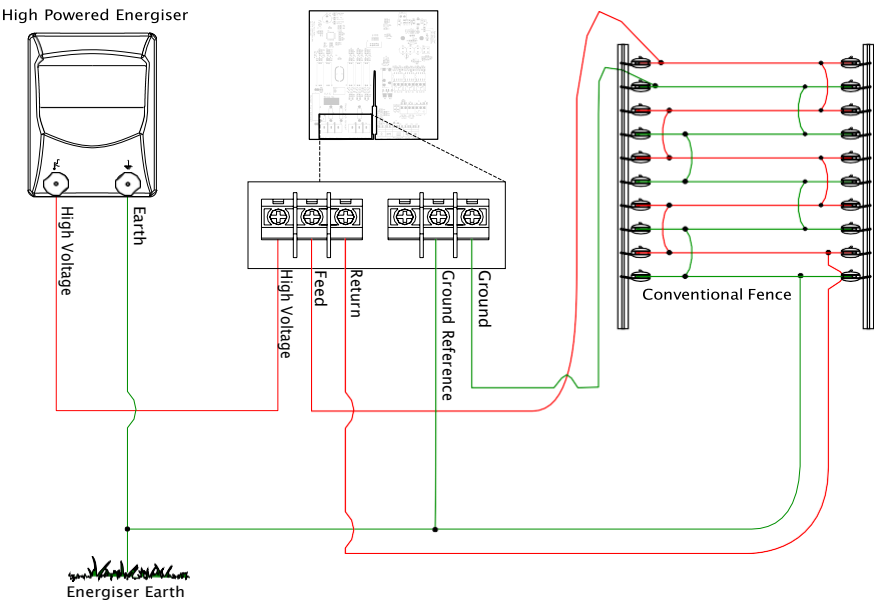 High Powered Energiser
High Voltage
Earth
High Voltage
Feed
Return
Ground Reference
Ground
Conventional Fence
Energiser Earth